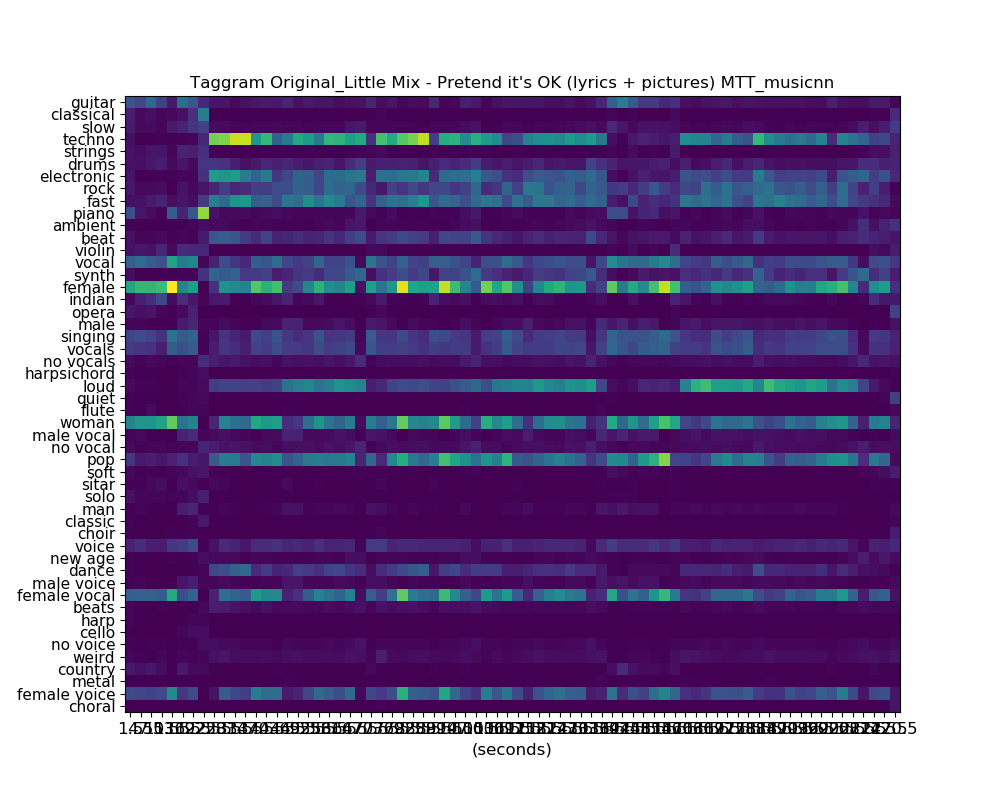 Taggram Original_Little Mix - Pretend it's OK (lyrics + pictures) MTT_musicnn
guitar
classical
slow
techno
strings
drums
electronic
rock
fast
piano
ambient
beat
violin
vocal
synth
female
indian
opera
male
singing
vocals
no vocals
harpsichord
loud
quiet
flute
woman
male vocal
no vocal
pop
soft
sitar
solo
man
classic
choir
voice
new age
dance
male voice
female vocal
beats
harp
cello
no voice
weird
country
metal
female voice
choral
(seconds)